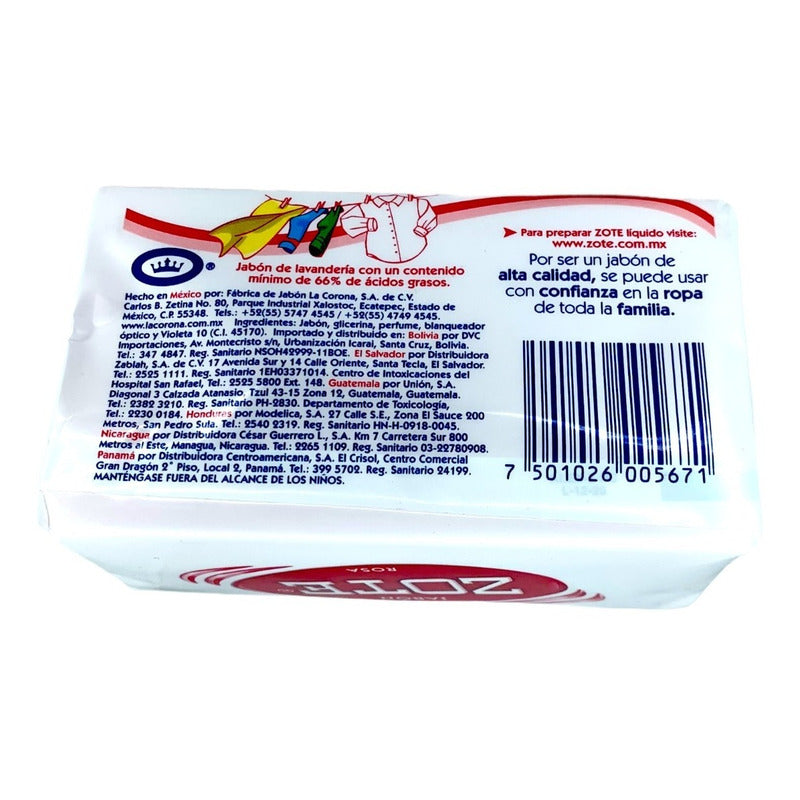 Jabón de lavandería con un contenido
mínimo de 66% de ácidos grasos.
Hecho en México por: Fábrica de Jabón La Corona, S.A. de C.V.
Carlos B. Zetina No. 80, Parque Industrial Xalostoc, Ecatepec, Estado de
México, C.P. 55348. Tels.: +52(55) 5747 4545 / +52(55) 4749 4545.
www.lacorona.com.mx Ingredientes: Jabón, glicerina, perfume, blanqueador
óptico y Violeta 10 (C.I. 45170). Importado y distribuido en: Bolivia por DVC
Importaciones, Av. Montecristo s/n, Urbanización Icaral, Santa Cruz, Bolivia.
Tel.: 347 4847. Reg. Sanitario NSOH42999-11BOE. El Salvador por Distribuidora
Zablah, S.A. de C.V. 17 Avenida Sur y 14 Calle Oriente, Santa Tecla, El Salvador.
Tel.: 2525 1111. Reg. Sanitario 1EH03371014. Centro de Intoxicaciones del
Hospital San Rafael, Tel.: 2525 5800 Ext. 148. Guatemala por Unión, S.A.
Diagonal 3 Calzada Atanasio. Tzul 43-15 Zona 12, Guatemala, Guatemala.
Tel.: 2382 3210. Reg. Sanitario PH-2830. Departamento de Toxicología,
Tel.: 2230 0184. Honduras por Modelica, S.A. 27 Calle S.E., Zona El Sauce 200
Metros, San Pedro Sula. Tel.: 2540 2319. Reg. Sanitario HN-H-0918-0045.
Nicaragua por Distribuidora César Guerrero L., S.A. Km 7 Carretera Sur 800
Metros al Este, Managua, Nicaragua. Tel.: 2265 1109. Reg. Sanitario 03-22780908.
Panamá por Distribuidora Centroamericana, S.A. El Crisol, Centro Comercial
Gran Dragón 2° Piso, Local 2, Panamá. Tel.: 399 5702. Reg. Sanitario 24199.
MANTÉNGASE FUERA DEL ALCANCE DE LOS NIÑOS.
Para preparar ZOTE líquido visite:
www.zote.com.mx
Por ser un jabón de
alta calidad, se puede usar
con confianza en la ropa
de toda la familia.
7 501026 005671
JABON
ZOTE
ROSA